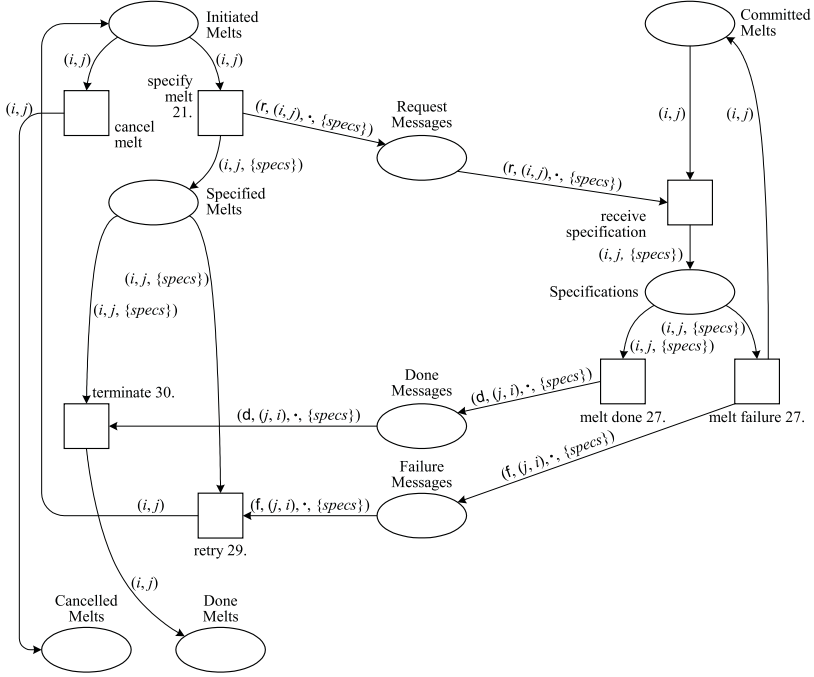 Initiated
Melts
Committed
Melts
(i, j)
(i, j)
specify
melt
21.
(i, j)
cancel
melt
(r, (i, j), ·, {specs})
Request
Messages
(i, j)
(i, j)
(i, j, {specs})
(r, (i, j), ·, {specs})
Specified
Melts
receive
specification
(i, j, {specs})
(i, j, {specs})
Specifications
(i, j, {specs})
(i, j, {specs})
(i, j, {specs})
terminate 30.
Done
Messages
(d, (j, i), ·, {specs})
(d, (j, i), ·, {specs})
melt done 27.
melt failure 27.
(f, (j, i), ·, {specs})
Failure
Messages
(i, j)
(f, (j, i), ·, {specs})
retry 29.
(i, j)
Cancelled
Melts
Done
Melts